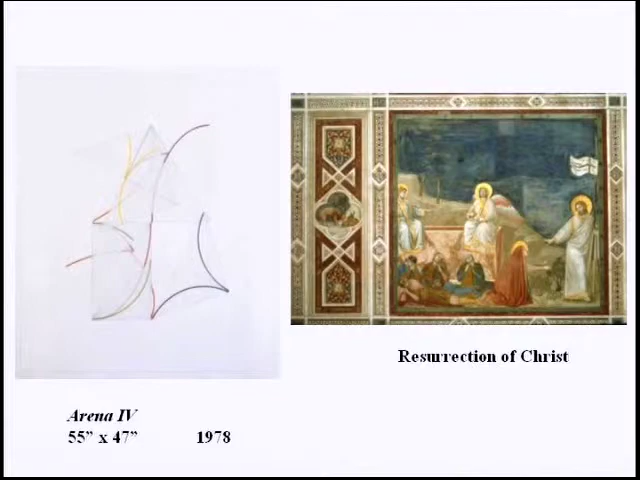 Resurrection of Christ
Arena IV
55” x 47” 1978